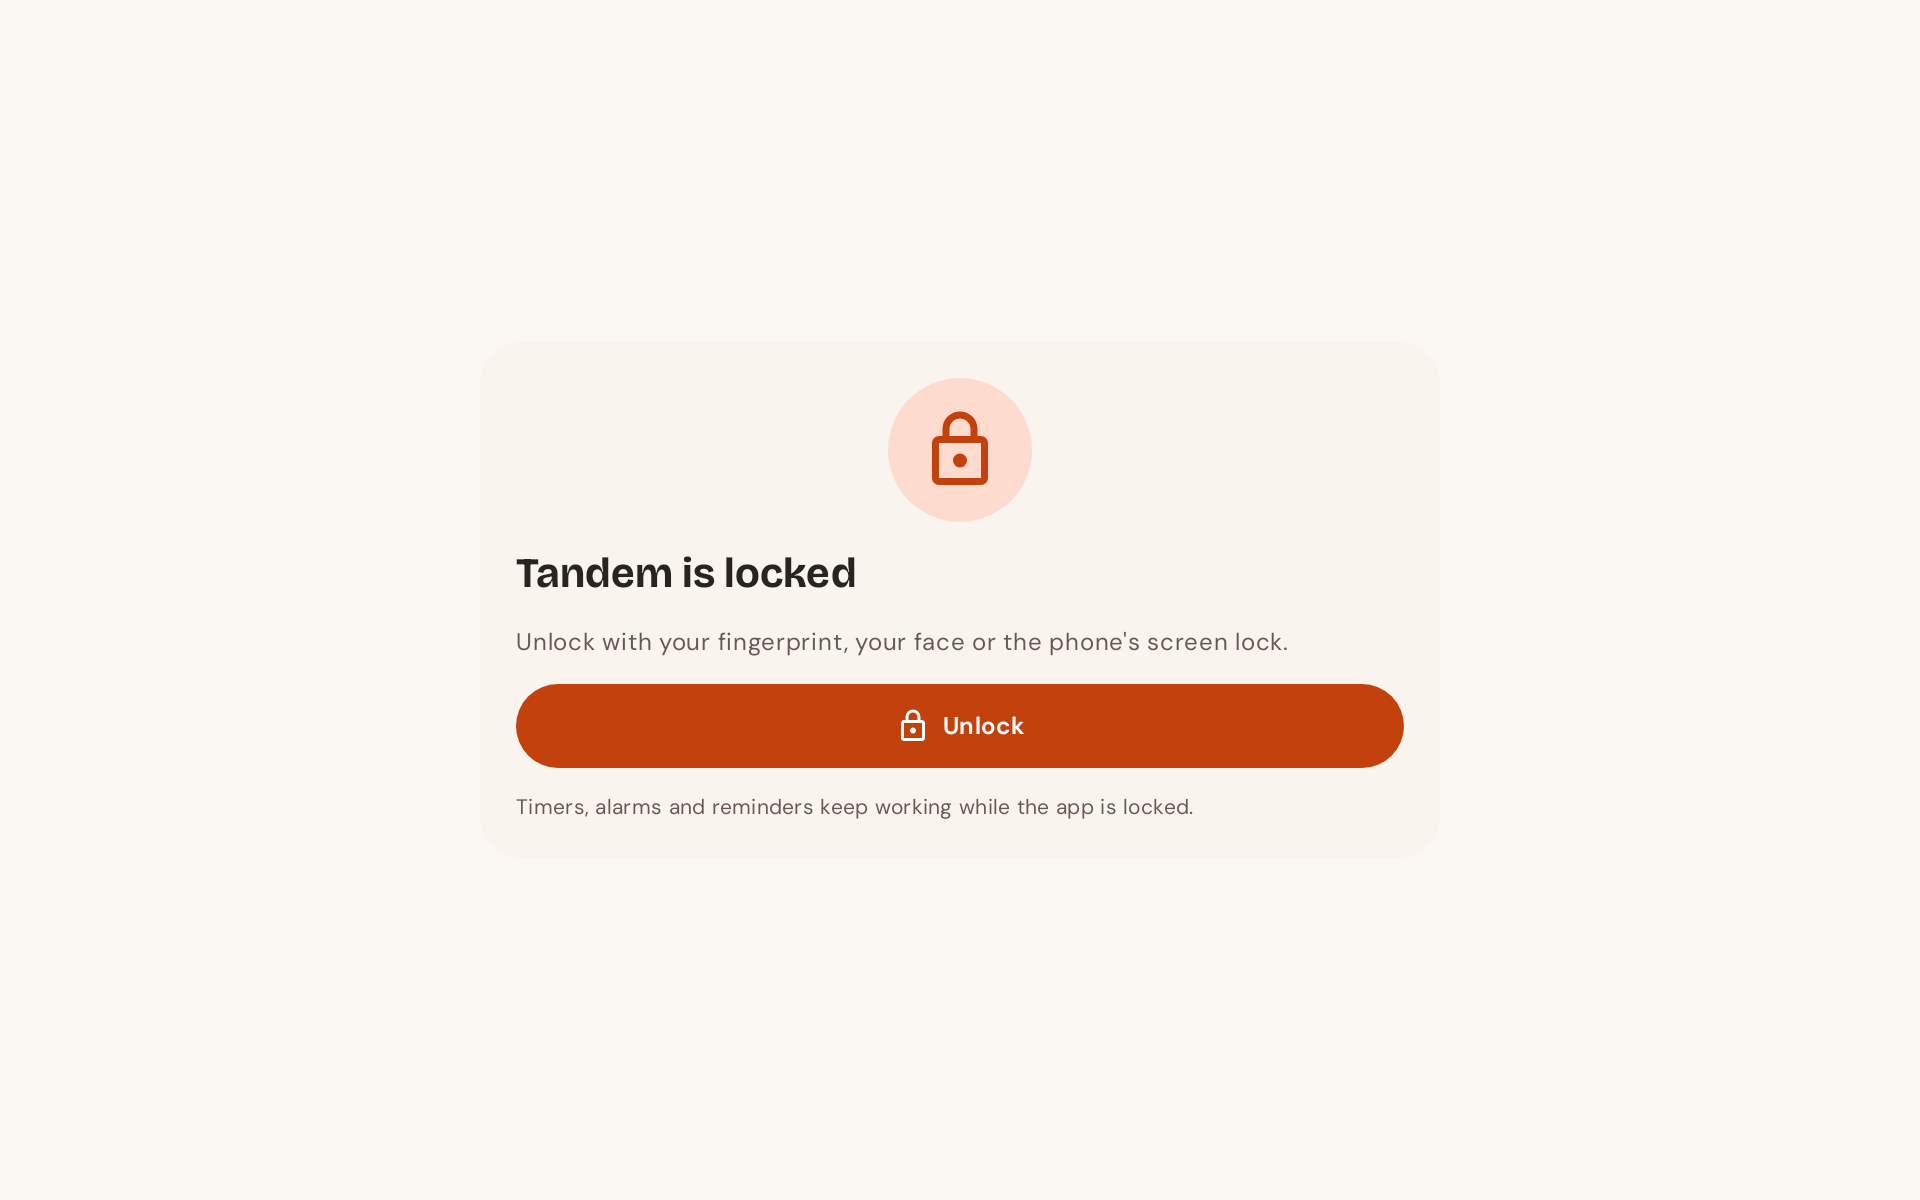 Tandem is locked
Unlock with your fingerprint, your face or the phone's screen lock.
Unlock
Timers, alarms and reminders keep working while the app is locked.